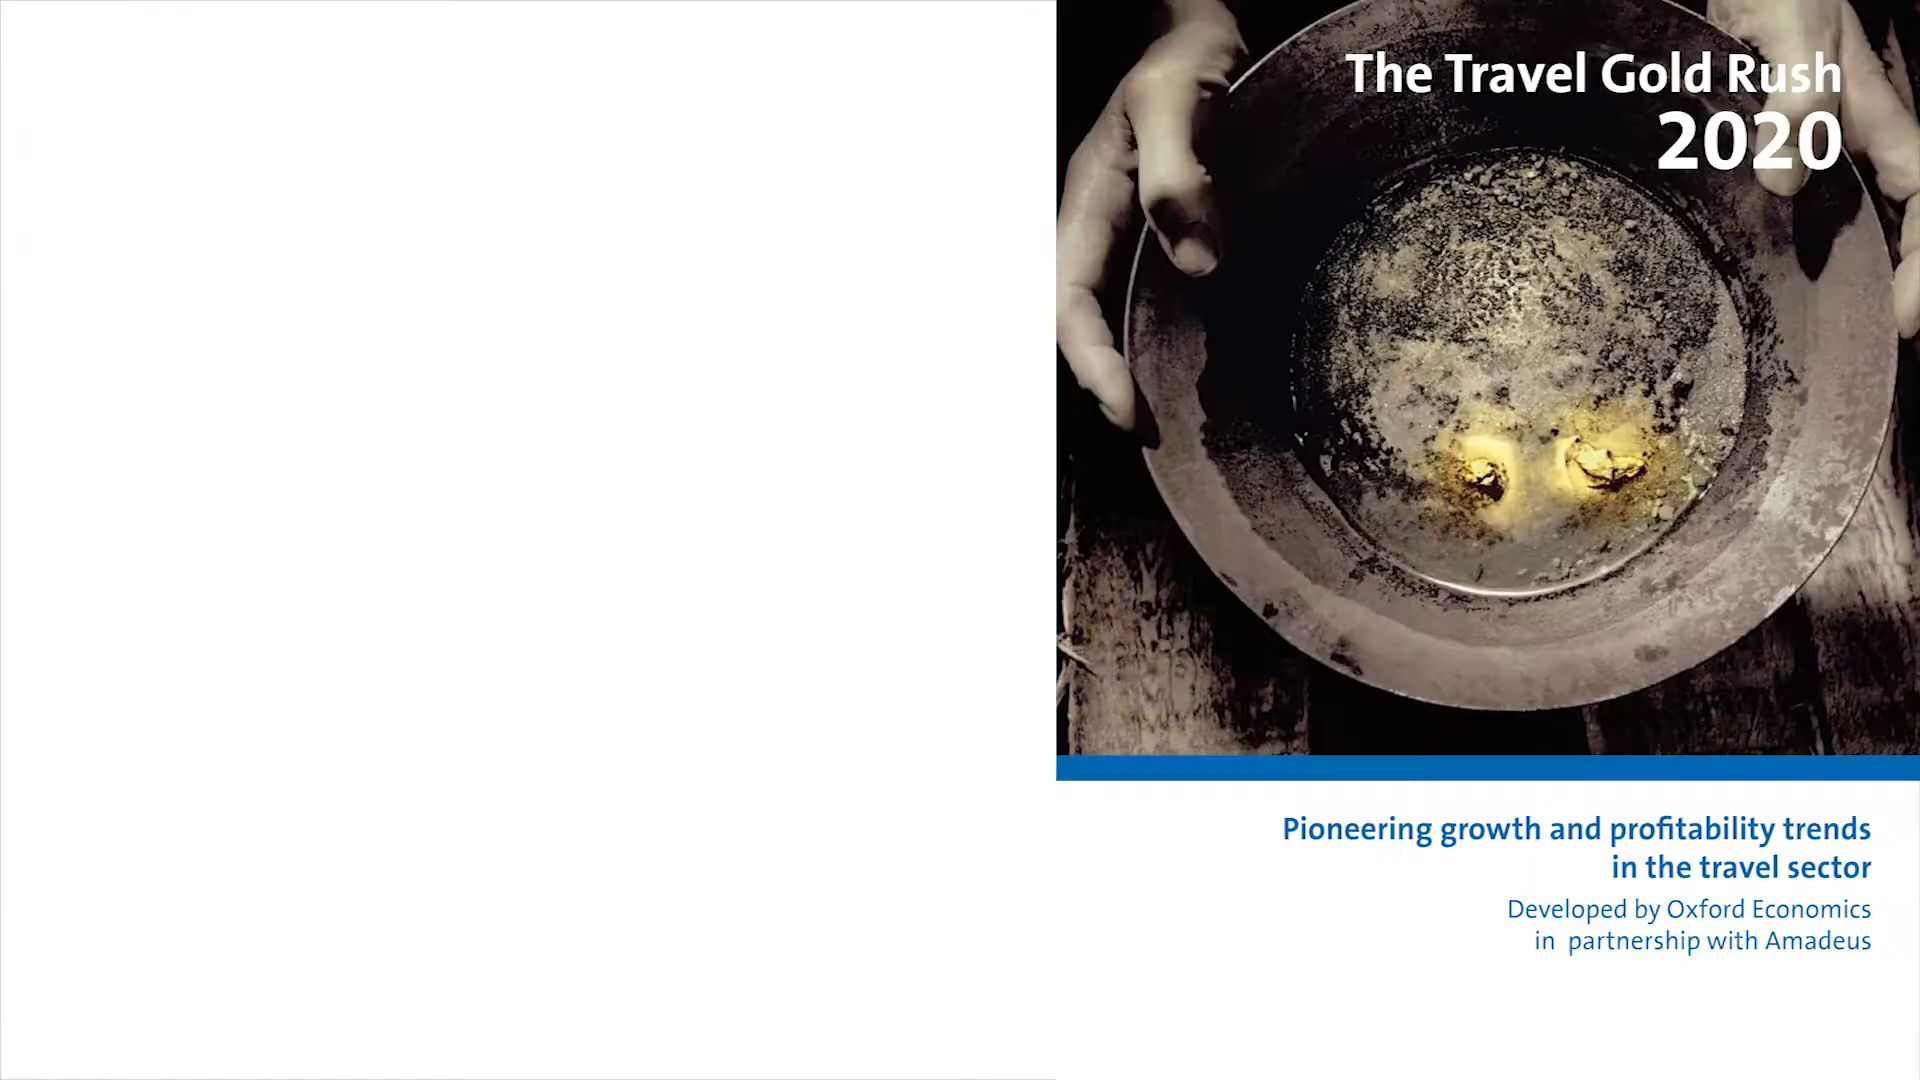 The Travel Gold Rush
2020
Pioneering growth and profitability trends
in the travel sector
Developed by Oxford Economics
in partnership with Amadeus